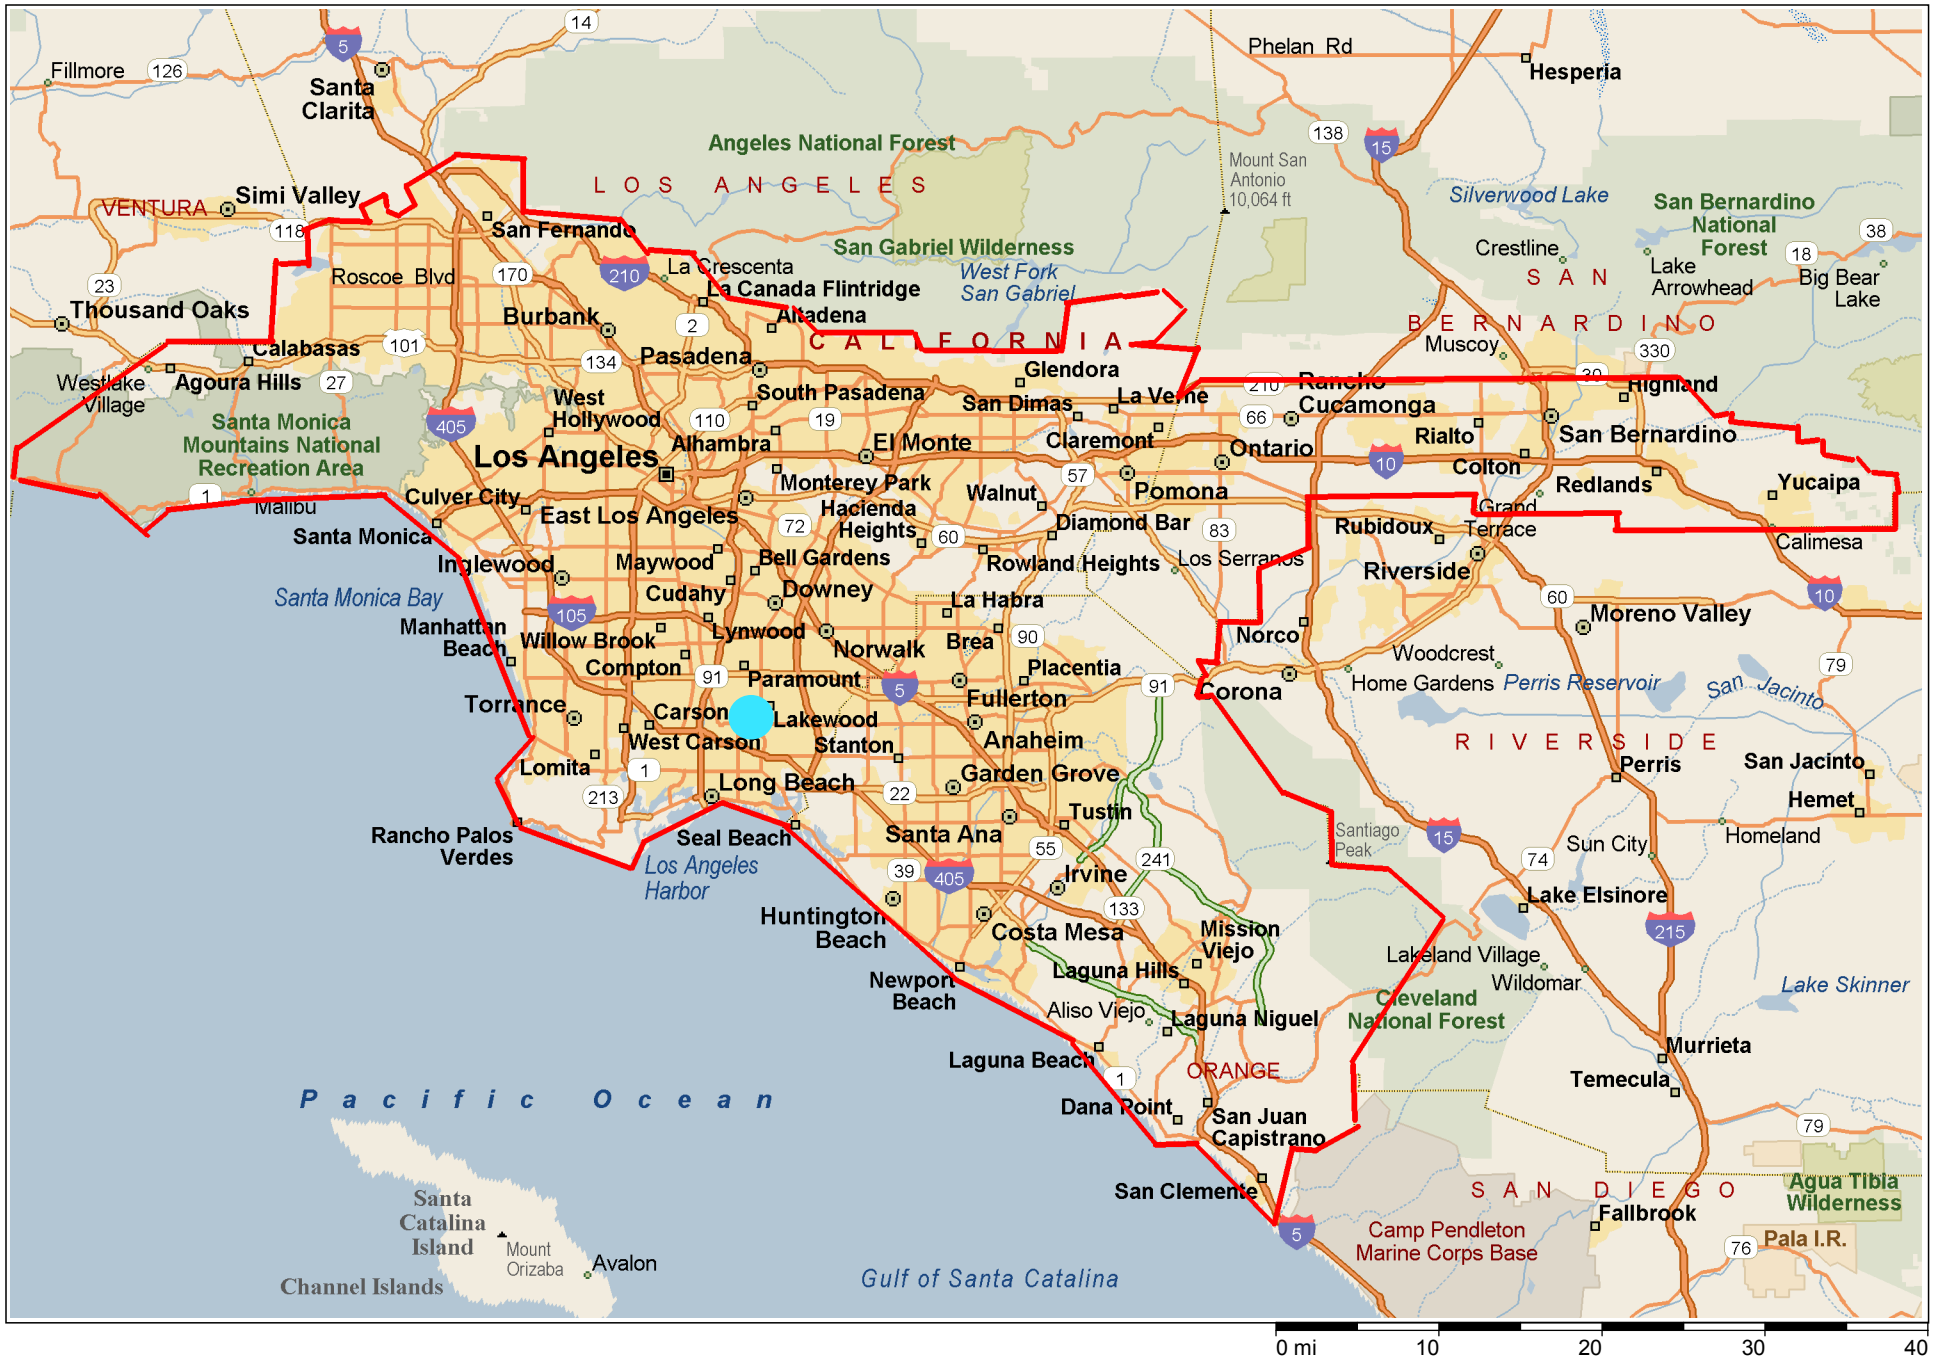 14
5
Fillmore
126
Santa
Clarita
Phelan Rd
Hesperia
138
15
Angeles National Forest
LOS ANGELES
Mount San
Antonio
10,064 ft
Silverwood Lake
San Bernardino
National
Forest
38
VENTURA
Simi Valley
118
San Fernando
San Gabriel Wilderness
West Fork
San Gabriel
Crestline
SAN
Lake
Arrowhead
18
Big Bear
Lake
23
Roscoe Blvd
170
210
La Crescenta
La Canada Flintridge
Thousand Oaks
Burbank
2
Altadena
CALIFORNIA
BERNARDINO
Muscoy
330
101
Calabasas
134
Pasadena
Glendora
Westlake
Village
Agoura Hills
27
South Pasadena
San Dimas
La Verne
210
Rancho
Cucamonga
30
Highland
West
Hollywood
110
19
66
Santa Monica
Mountains National
Recreation Area
405
Alhambra
El Monte
Claremont
Ontario
Rialto
San Bernardino
Los Angeles
10
Colton
1
Malibu
Culver City
Monterey Park
57
Pomona
Walnut
Redlands
Yucaipa
East Los Angeles
Hacienda
Heights
72
60
Diamond Bar
83
Grand
Terrace
Rubidoux
Santa Monica
Calimesa
Inglewood
Maywood
Bell Gardens
Rowland Heights
Los Serranos
Riverside
Santa Monica Bay
105
Cudahy
Downey
La Habra
60
10
Moreno Valley
Manhattan
Beach
Willow Brook
Lynwood
Norwalk
Brea
90
Norco
Compton
91
Paramount
5
Placentia
Fullerton
91
Corona
Woodcrest
Home Gardens
Perris Reservoir
79
San Jacinto
Torrance
Carson
Lakewood
West Carson
Stanton
Anaheim
RIVERSIDE
Lomita
1
213
Long Beach
22
Garden Grove
Perris
San Jacinto
Hemet
Rancho Palos
Verdes
Seal Beach
Santa Ana
Tustin
Santiago
Peak
15
Homeland
Los Angeles
Harbor
39
405
55
241
Irvine
74
Sun City
Lake Elsinore
Huntington
Beach
133
Costa Mesa
Mission
Viejo
215
Newport
Beach
Laguna Hills
Lakeland Village
Wildomar
Lake Skinner
Aliso Viejo
Laguna Niguel
Cleveland
National Forest
Laguna Beach
1
ORANGE
Murrieta
Temecula
Pacific Ocean
Dana Point
San Juan
Capistrano
79
San Clemente
5
SAN DIEGO
Fallbrook
Agua Tibia
Wilderness
Santa
Catalina
Island
Mount
Orizaba
Avalon
Channel Islands
Gulf of Santa Catalina
Camp Pendleton
Marine Corps Base
76
Pala I.R.
0 mi 10 20 30 40